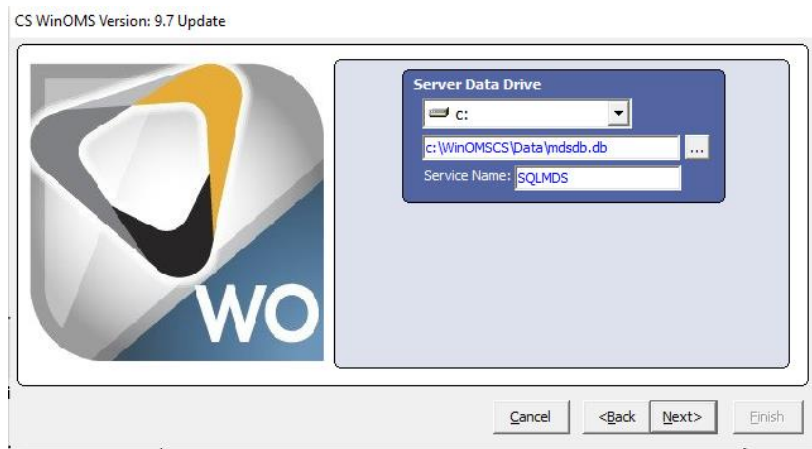 CS WinOMS Version: 9.7 Update
Server Data Drive
c:
c:\WinOMSCS\Data\mdsdb.db ...
Service Name: SQLMDS
WO
Cancel <Back Next> Finish